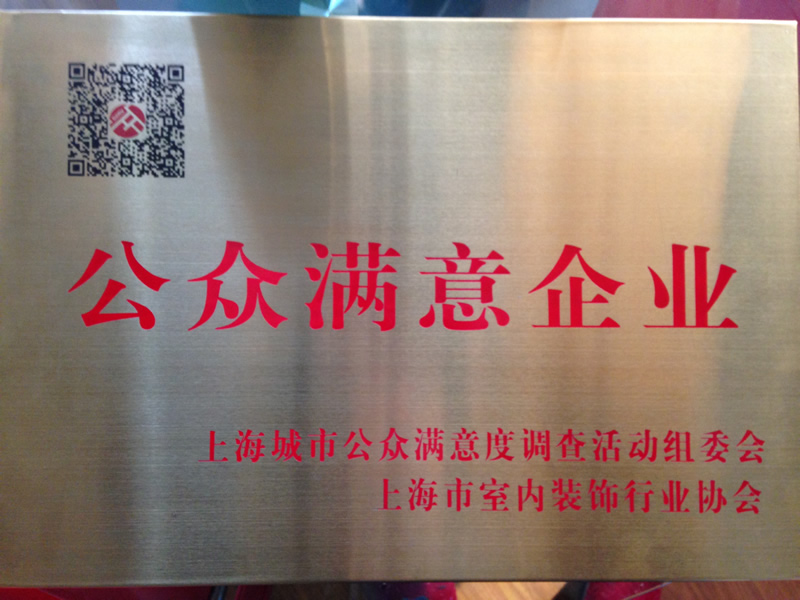 公众满意企业
上海城市公众满意度调查活动组委会
上海市室内装饰行业协会